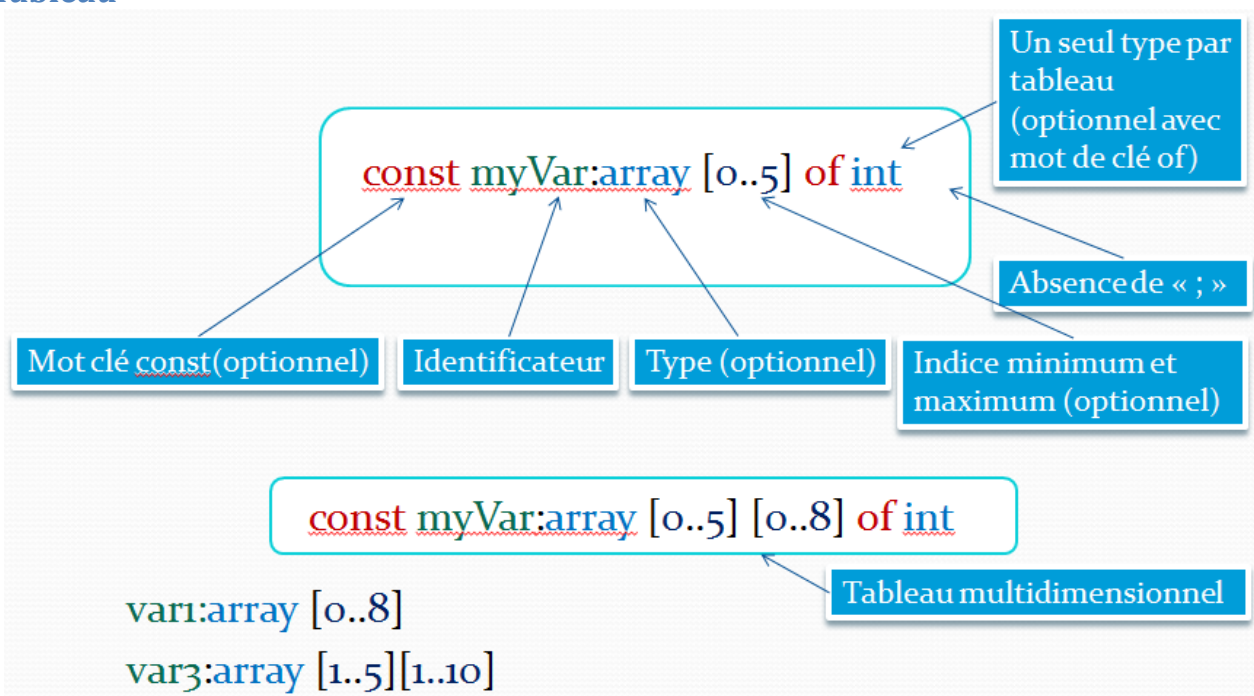 Un seul type par
tableau
(optionnel avec
mot de clé of)
const myVar:array [0..5] of int
Absence de « ; »
Mot clé const(optionnel)
Identificateur
Type (optionnel)
Indice minimum et
maximum (optionnel)
const myVar:array [0..5] [0..8] of int
Tableau multidimensionnel
var1:array [0..8]
var3:array [1..5][1..10]